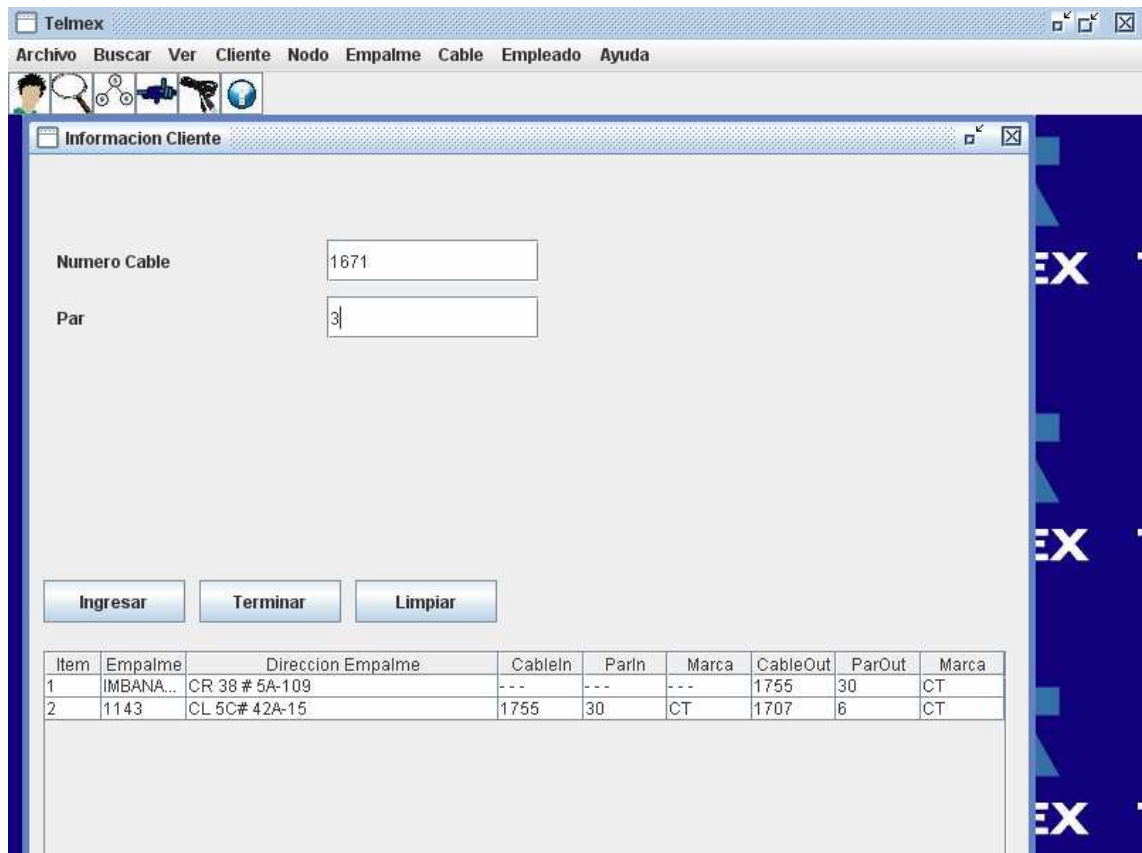 Telmex
Archivo Buscar Ver Cliente Nodo Empalme Cable Empleado Ayuda
Informacion Cliente
Numero Cable 1671
Par 3
Ingresar Terminar Limpiar
Item Empalme Direccion Empalme CableIn ParIn Marca CableOut ParOut Marca
1 IMBANA... CR 38 # 5A-109 - - - - - - - - - 1755 30 CT
2 1143 CL 5C# 42A-15 1755 30 CT 1707 6 CT
EX T
EX
EX T